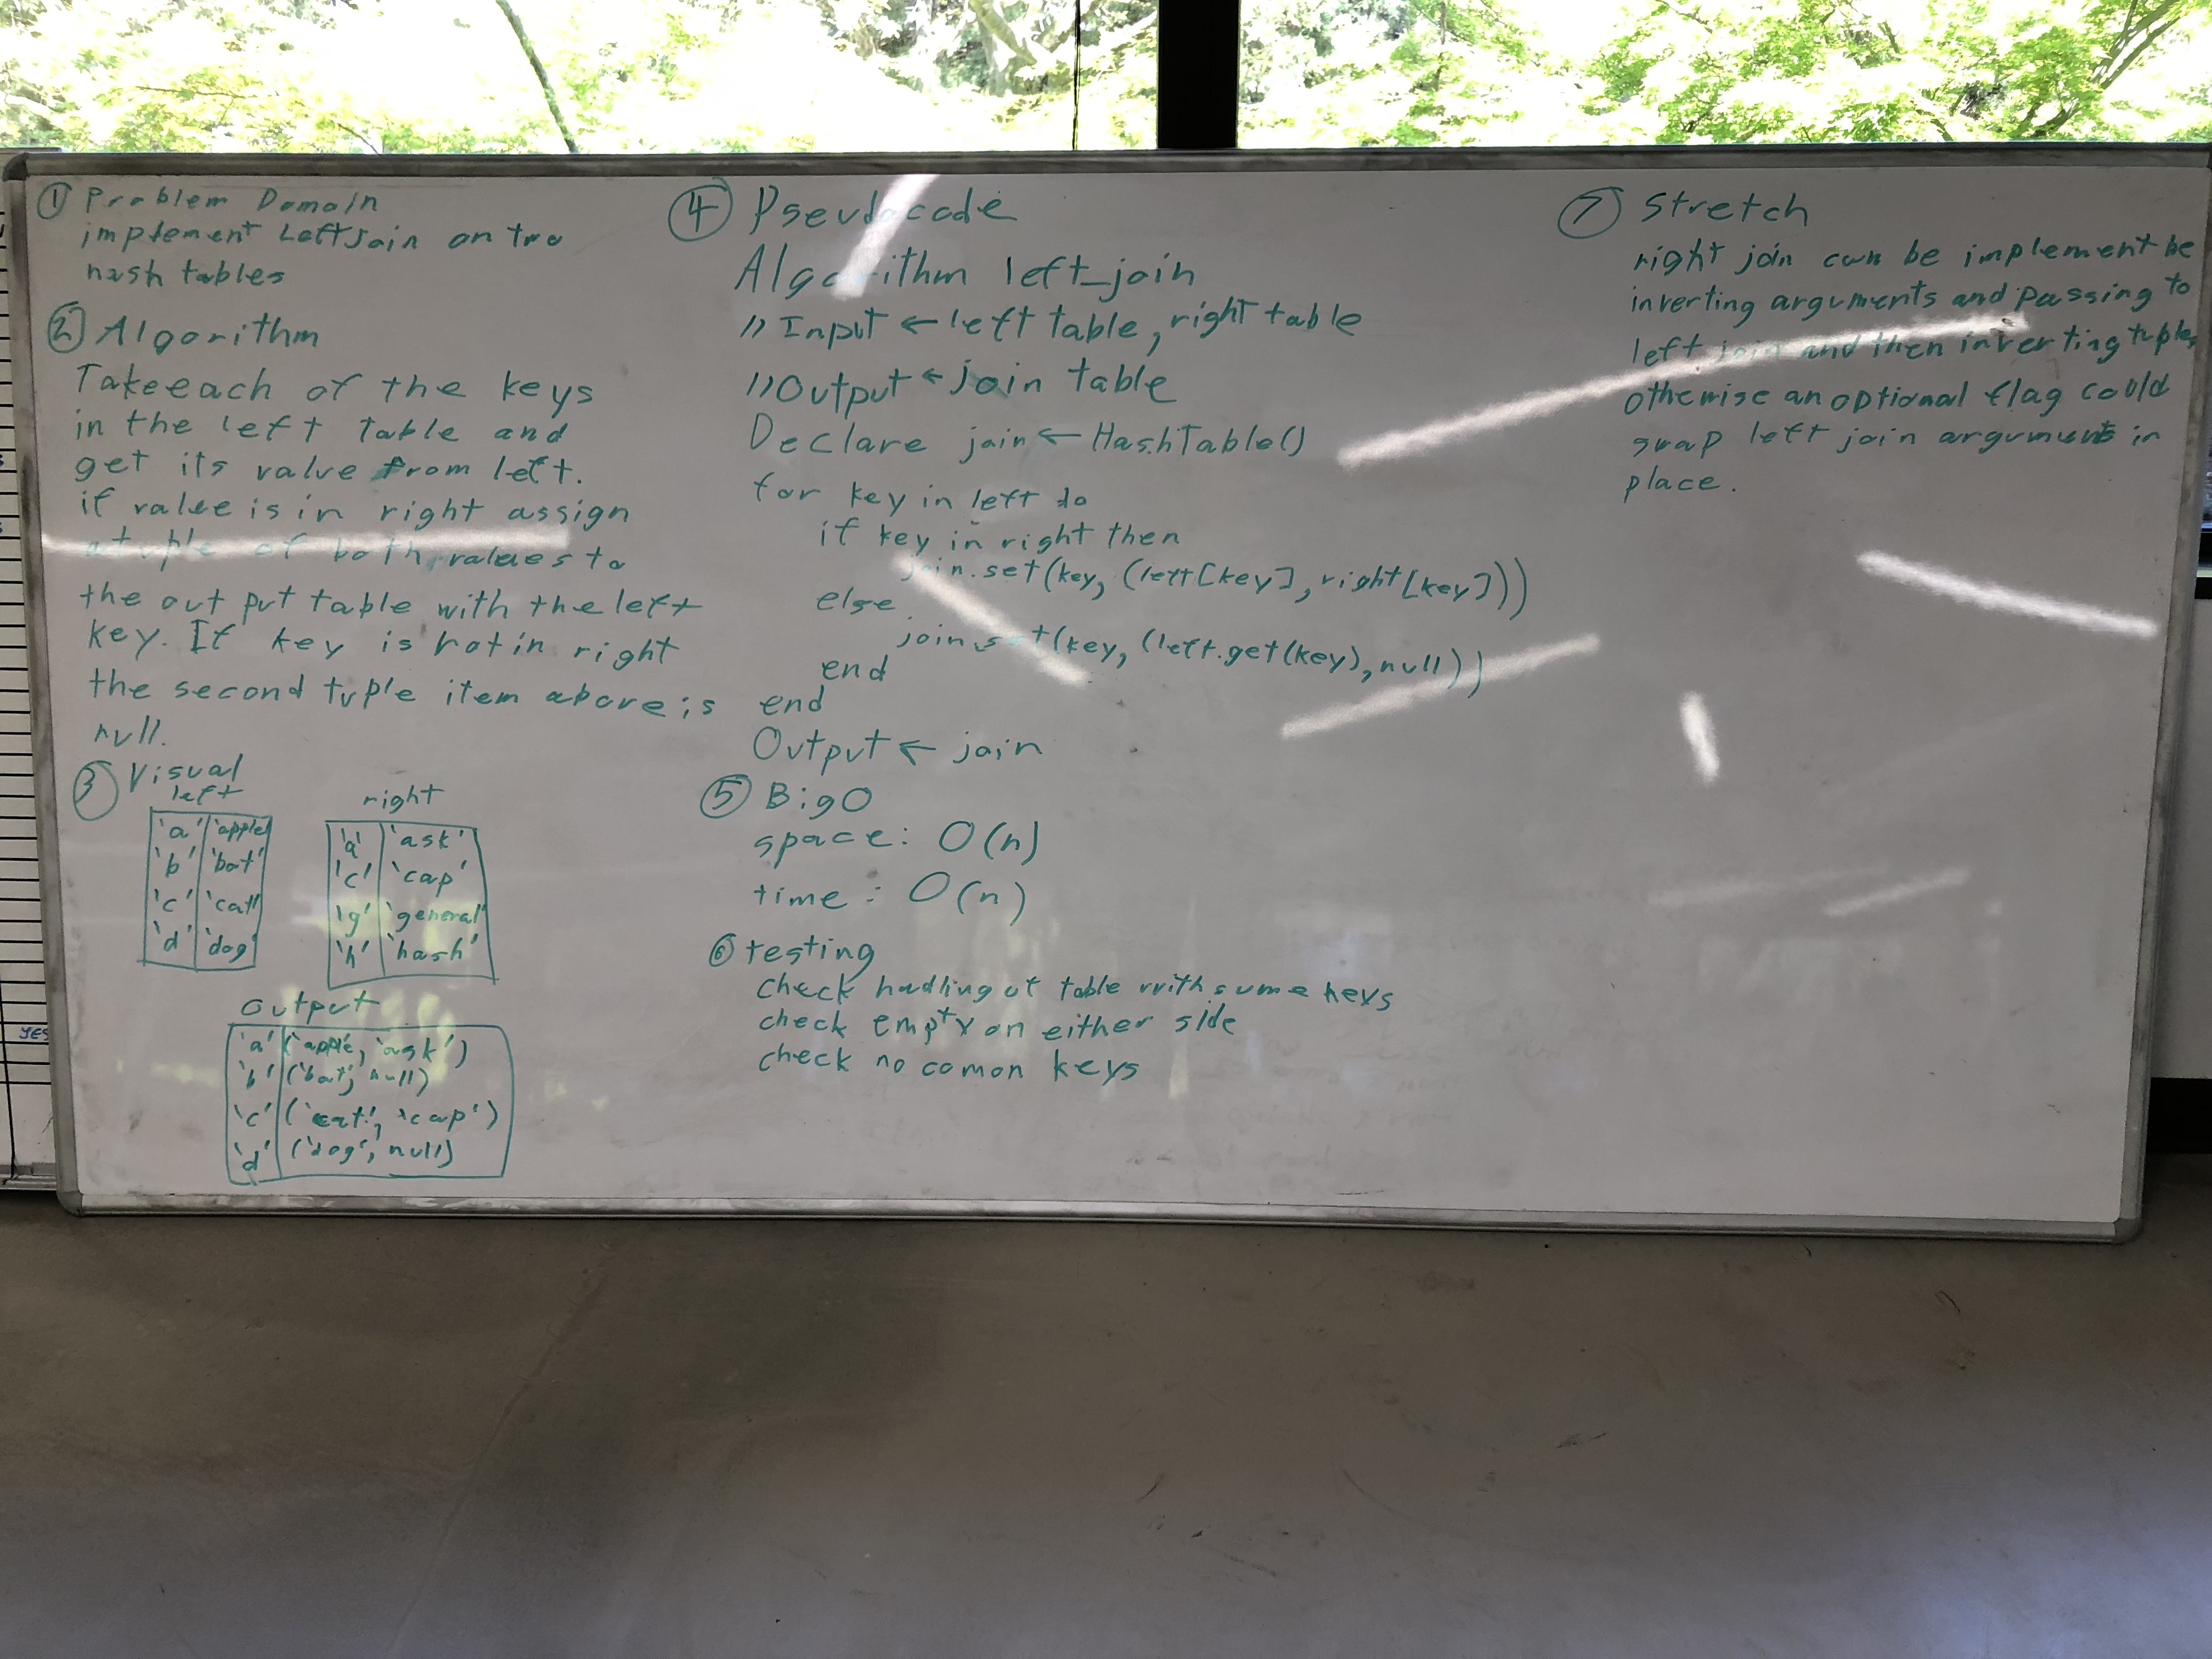 ① Problem Domain
implement LeftJoin on two
hash tables
② Algorithm
Take each of the keys
in the left table and
get its value from left.
if value is in right assign
a tuple of both values to
the out put table with the left
key. If key is not in right
the second tuple item above is
null.
③ Visual
left
'a' 'apple'
'b' 'bat'
'c' 'cat'
'd' 'dog'
right
'a' 'ask'
'c' 'cap'
'g' 'general'
'h' 'hash'
output
'a' ('apple', 'ask')
'b' ('bat', null)
'c' ('cat', 'cap')
'd' ('dog', null)
④ Pseudocode
Algorithm left_join
// Input ← left table, right table
// Output ← join table
Declare join ← HashTable()
for key in left do
if key in right then
join.set(key, (left[key], right[key]))
else
join.set(key, (left.get(key), null))
end
end
Output ← join
⑤ Big O
space: O(n)
time: O(n)
⑥ testing
check hadling of table with same keys
check empty on either side
check no comon keys
⑦ Stretch
right join can be implement be
inverting arguments and passing to
left join and then inverting tuples
otherwise an optional flag could
swap left join arguments in
place.
YES